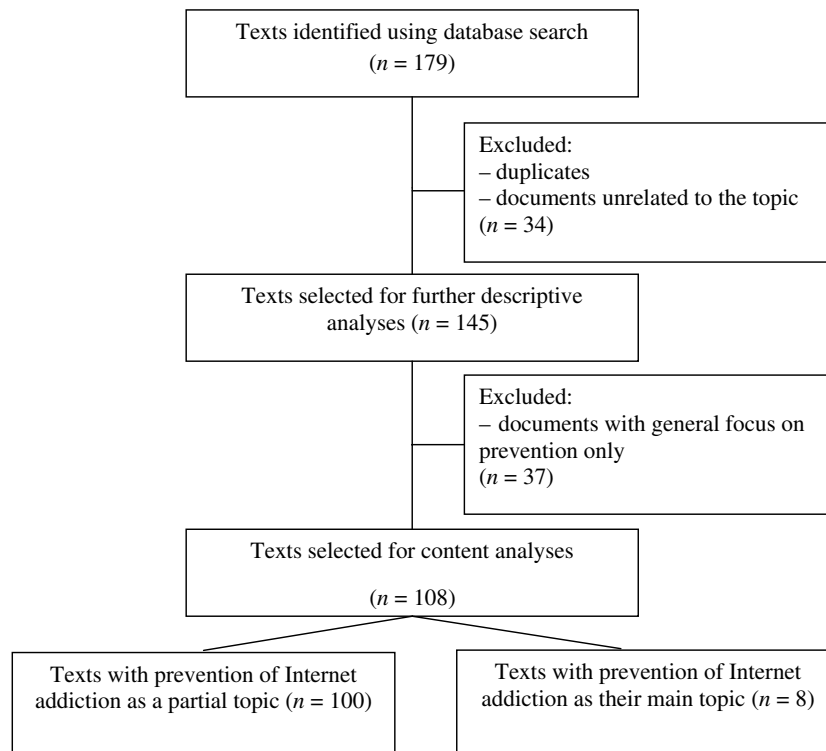 Texts identified using database search
(n = 179)
Excluded:
– duplicates
– documents unrelated to the topic
(n = 34)
Texts selected for further descriptive
analyses (n = 145)
Excluded:
– documents with general focus on
prevention only
(n = 37)
Texts selected for content analyses
(n = 108)
Texts with prevention of Internet
addiction as a partial topic (n = 100)
Texts with prevention of Internet
addiction as their main topic (n = 8)